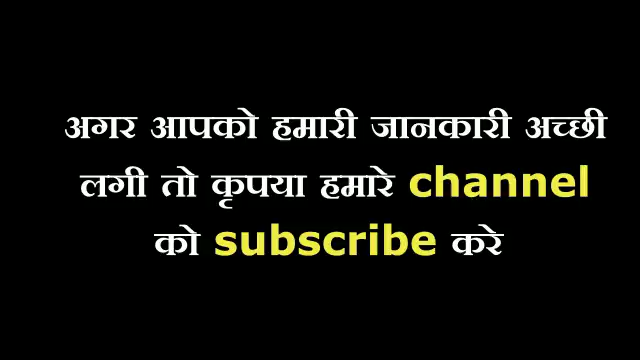 अगर आपको हमारी जानकारी अच्छी
लगी तो कृपया हमारे channel
को subscribe करे